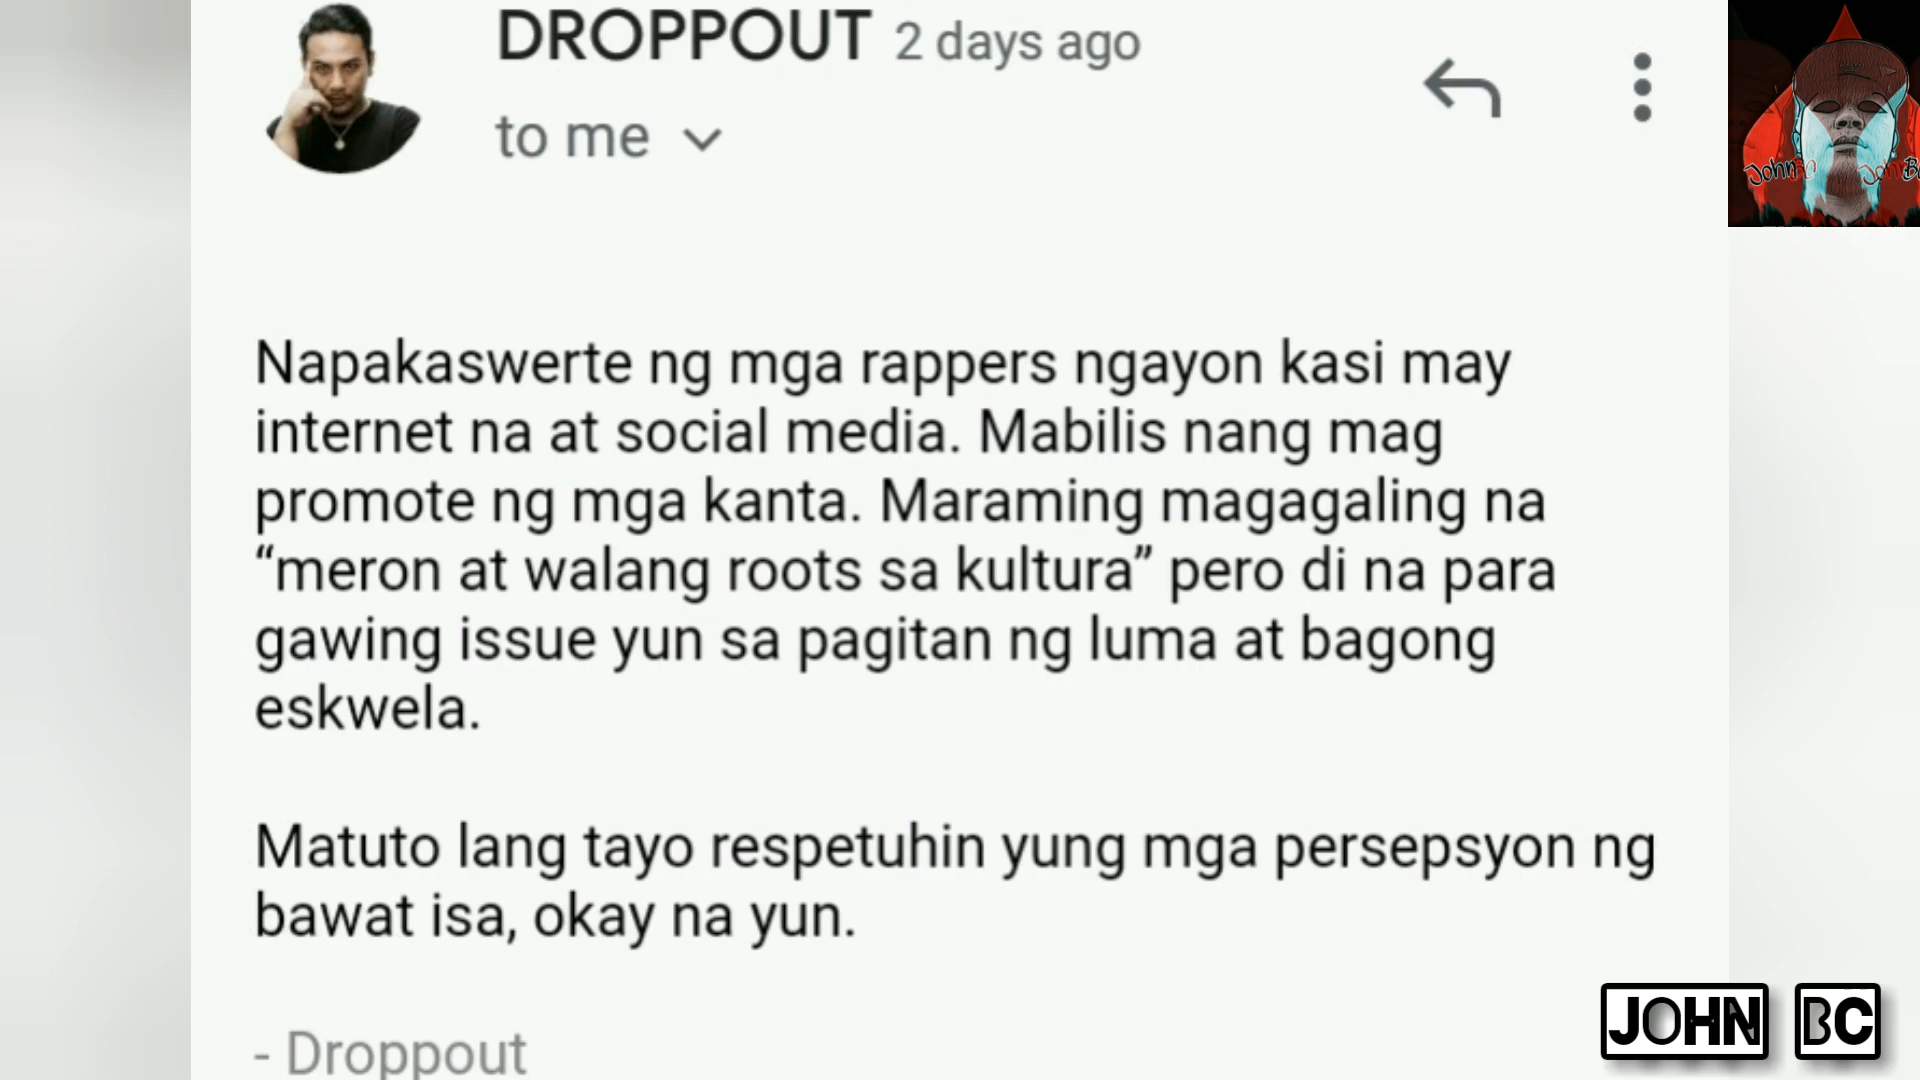 DROPPOUT 2 days ago
to me
Napakaswerte ng mga rappers ngayon kasi may
internet na at social media. Mabilis nang mag
promote ng mga kanta. Maraming magagaling na
“meron at walang roots sa kultura” pero di na para
gawing issue yun sa pagitan ng luma at bagong
eskwela.
Matuto lang tayo respetuhin yung mga persepsyon ng
bawat isa, okay na yun.
- Droppout
JOHN BC